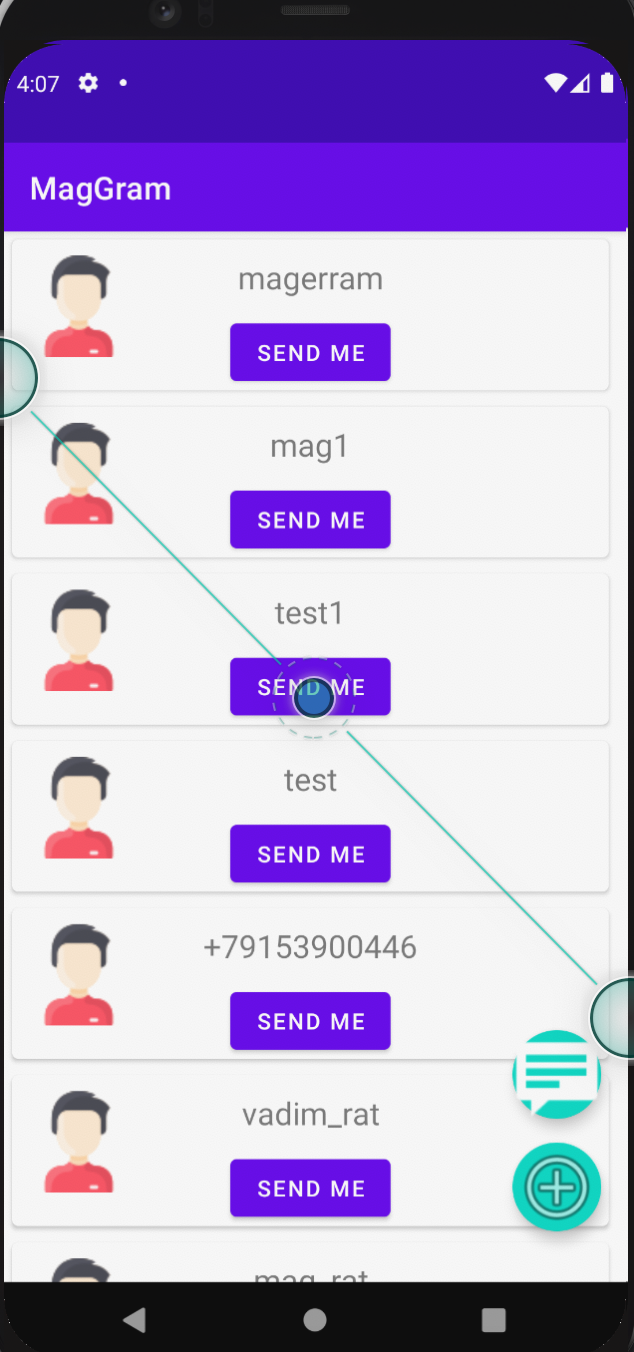 4:07
MagGram
magerram
SEND ME
mag1
SEND ME
test1
SEND ME
test
SEND ME
+79153900446
SEND ME
vadim_rat
SEND ME
mag_rat